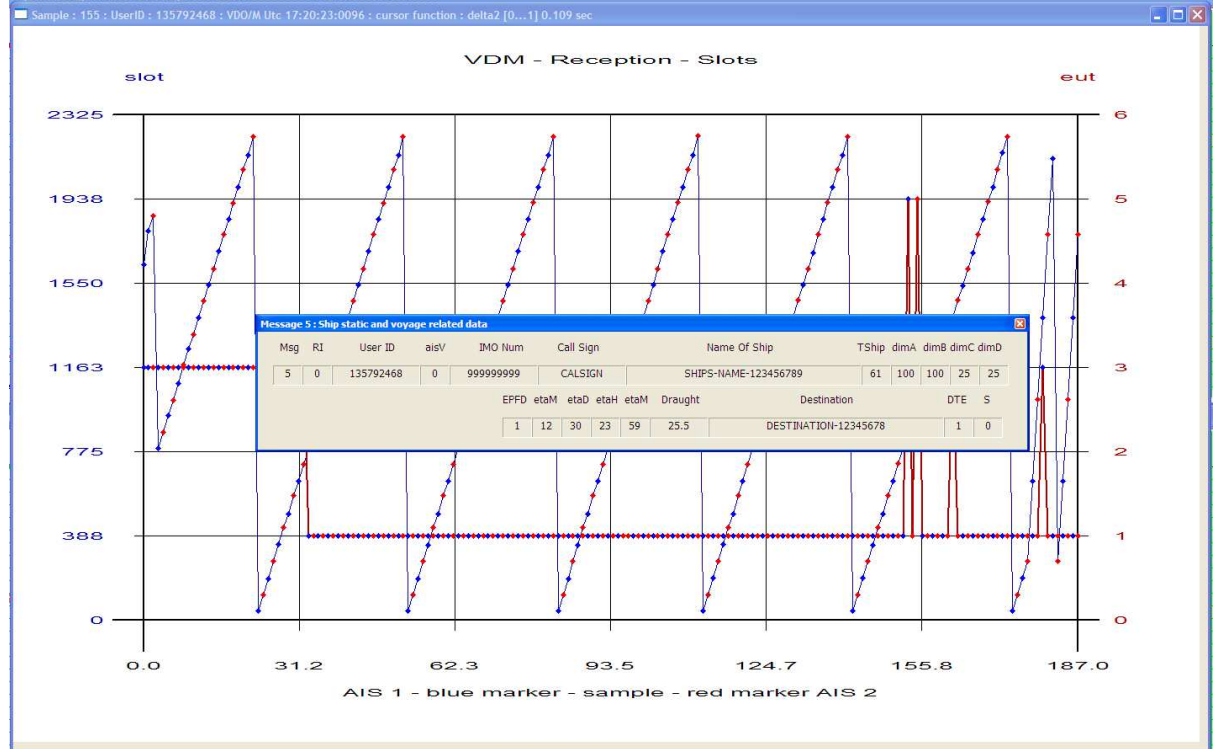 Sample : 155 : UserID : 135792468 : VDO/M Utc 17:20:23:0096 : cursor function : delta2 [0...1] 0.109 sec
VDM - Reception - Slots
slot eut
2325 6
1938 5
1550 4
Message 5 : Ship static and voyage related data
Msg RI User ID aisV IMO Num Call Sign Name Of Ship TShip dimA dimB dimC dimD
1163 3
5 0 135792468 0 999999999 CALSIGN SHIPS-NAME-123456789 61 100 100 25 25
EPFD etaM etaD etaH etaM Draught Destination DTE S
1 12 30 23 59 25.5 DESTINATION-12345678 1 0
775 2
388 1
0 0
0.0 31.2 62.3 93.5 124.7 155.8 187.0
AIS 1 - blue marker - sample - red marker AIS 2